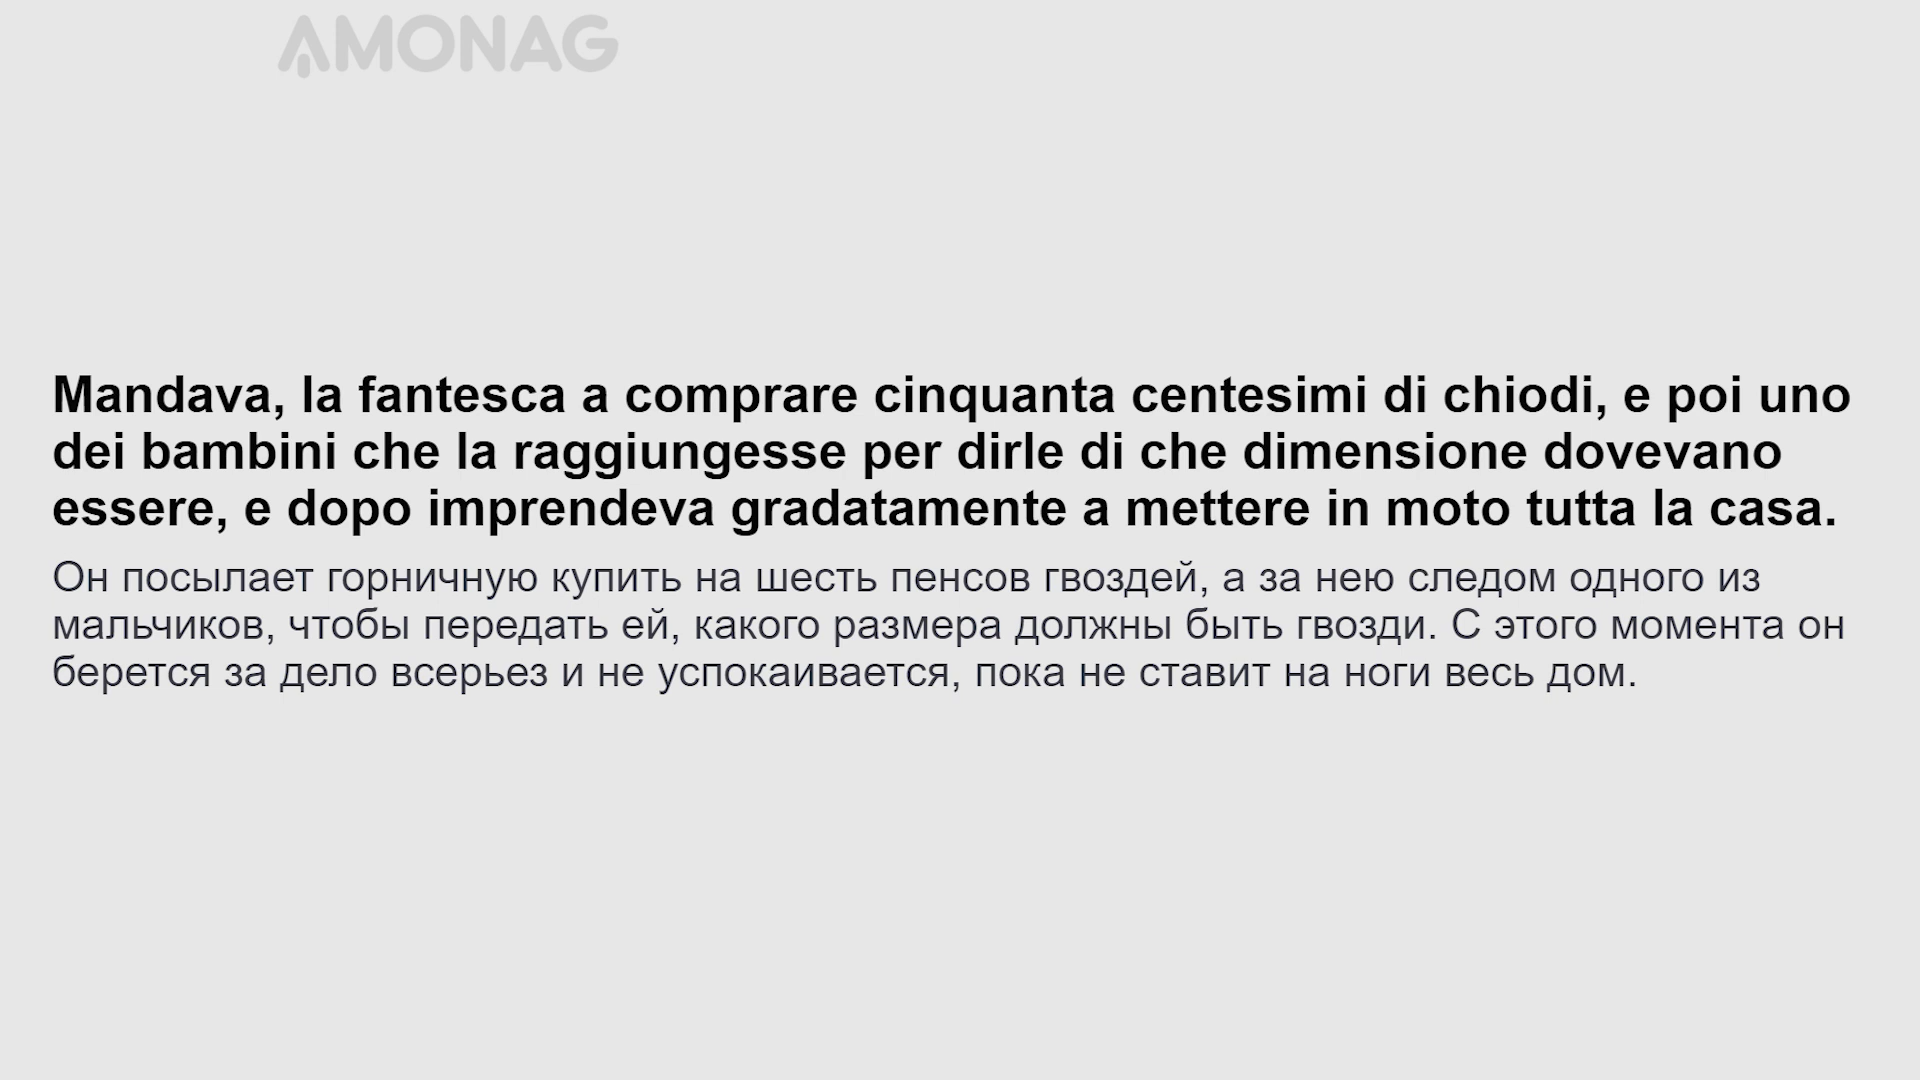 AMONAG
Mandava, la fantesca a comprare cinquanta centesimi di chiodi, e poi uno
dei bambini che la raggiungesse per dirle di che dimensione dovevano
essere, e dopo imprendeva gradatamente a mettere in moto tutta la casa.
Он посылает горничную купить на шесть пенсов гвоздей, а за нею следом одного из
мальчиков, чтобы передать ей, какого размера должны быть гвозди. С этого момента он
берется за дело всерьез и не успокаивается, пока не ставит на ноги весь дом.